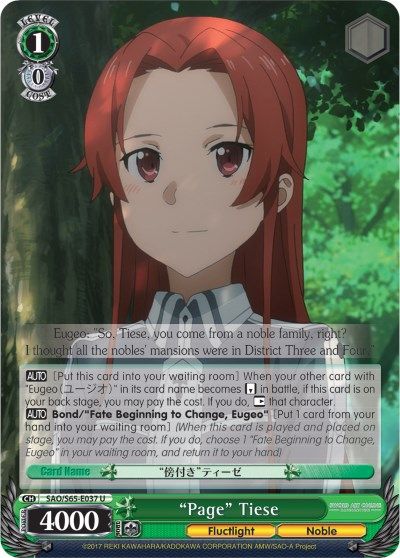 LEVEL
1
0
COST
Eugeo: "So, Tiese, you come from a noble family, right?
I thought all the nobles' mansions were in District Three and Four."
AUTO [Put this card into your waiting room] When your other card with
"Eugeo(ユージオ)" in its card name becomes in battle, if this card is on
your back stage, you may pay the cost. If you do, that character.
AUTO Bond/"Fate Beginning to Change, Eugeo" [Put 1 card from your
hand into your waiting room] (When this card is played and placed on
the stage, you may pay cost. If you do, choose 1 "Fate Beginning to Change,
Eugeo" in your waiting room, and return it to your hand)
Card Name
"傍付き"ティーゼ
CH SAO/S65-E037 U
"Page" Tiese
POWER
4000
SOUL
Fluctlight
Noble
©2017 REKI KAWAHARA/KADOKAWA CORPORATION AMW/SAO-A Project